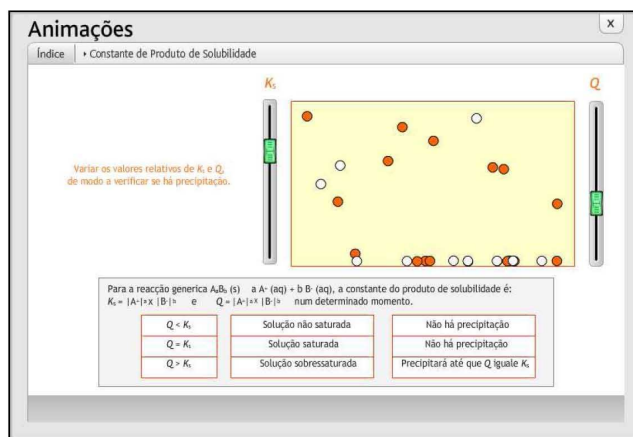 Animações
X
Índice
Constante de Produto de Solubilidade
Ks
Q
Variar os valores relativos de Ks e Q,
de modo a verificar se há precipitação.
Para a reacção generica AaBb (s) a A+ (aq) + b B- (aq), a constante do produto de solubilidade é:
Ks = |A+|a x |B-|b e Q = |A+|a x |B-|b num determinado momento.
Q < Ks Solução não saturada Não há precipitação
Q = Ks Solução saturada Não há precipitação
Q > Ks Solução sobressaturada Precipitará até que Q iguale Ks